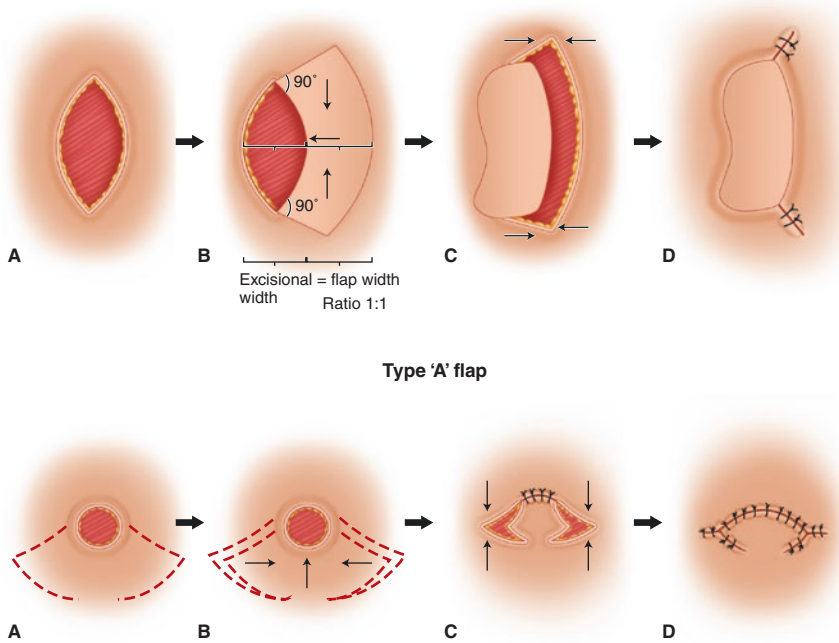 90°
90°
A
B
C
D
Excisional = flap width
width
Ratio 1:1
Type ‘A’ flap
A
B
C
D